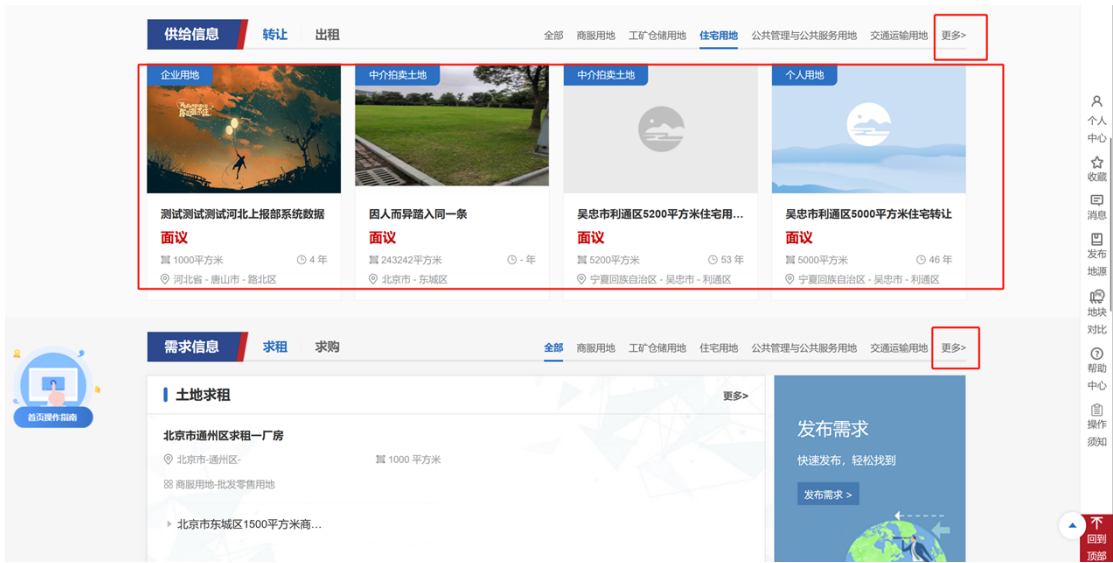 供给信息 转让 出租 全部 商服用地 工矿仓储用地 住宅用地 公共管理与公共服务用地 交通运输用地 更多>
企业用地 中介拍卖土地 中介拍卖土地 个人用地
测试测试测试河北上报部系统数据 因人而异踏入同一条 吴忠市利通区5200平方米住宅用... 吴忠市利通区5000平方米住宅转让
面议 面议 面议 面议
1000平方米 4 年 243242平方米 - 年 5200平方米 53 年 5000平方米 46 年
河北省 - 唐山市 - 路北区 北京市 - 东城区 宁夏回族自治区 - 吴忠市 - 利通区 宁夏回族自治区 - 吴忠市 - 利通区
需求信息 求租 求购 全部 商服用地 工矿仓储用地 住宅用地 公共管理与公共服务用地 交通运输用地 更多>
土地求租 更多>
北京市通州区求租一厂房
北京市-通州区- 1000 平方米
商服用地-批发零售用地
北京市东城区1500平方米商...
发布需求
快速发布，轻松找到
发布需求 >
首页操作指南
个人
中心
收藏
消息
发布
地源
地块
对比
帮助
中心
操作
须知
回到
顶部